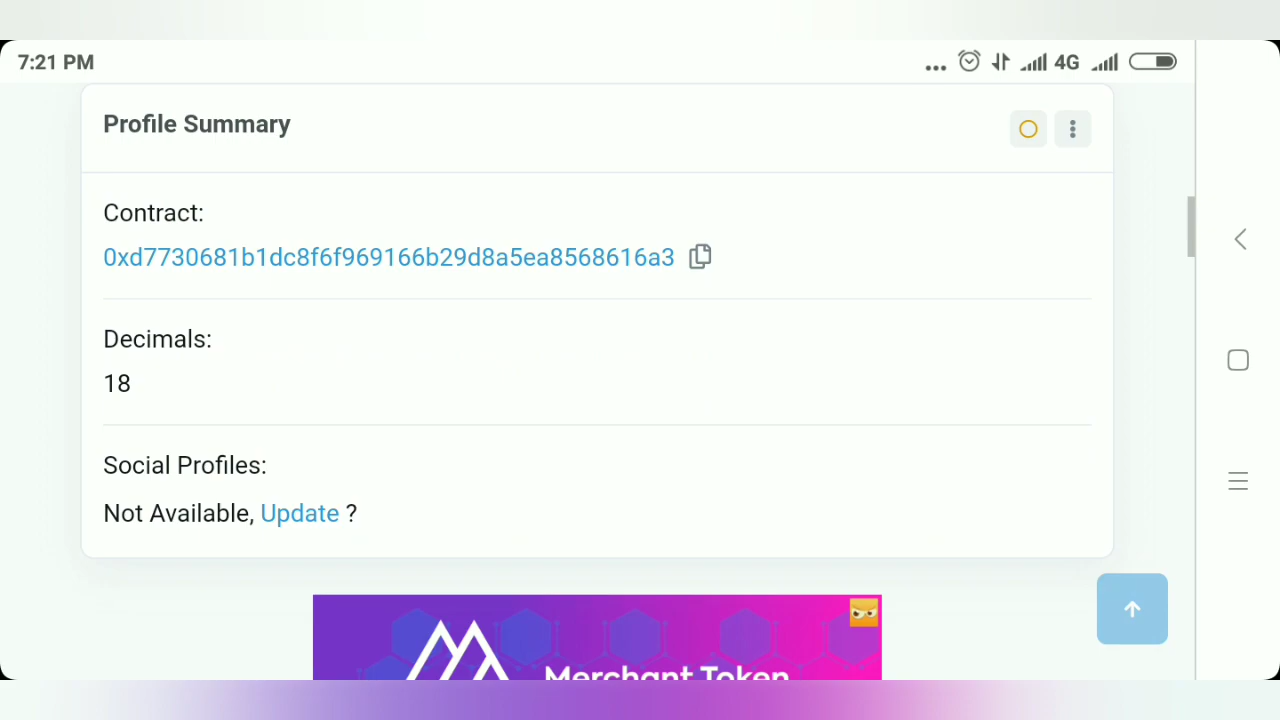 7:21 PM
4G
Profile Summary
Contract:
0xd7730681b1dc8f6f969166b29d8a5ea8568616a3
Decimals:
18
Social Profiles:
Not Available, Update ?
Merchant Token